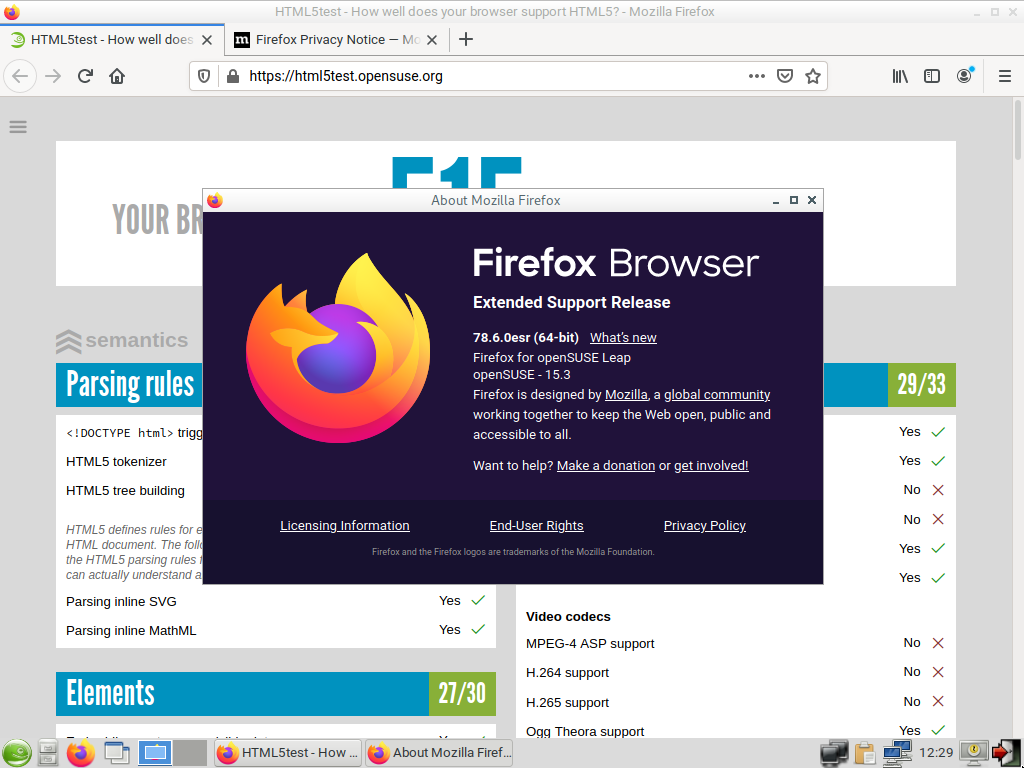 HTML5test - How well does your browser support HTML5? - Mozilla Firefox
HTML5test - How well does
Firefox Privacy Notice — Mo
https://html5test.opensuse.org
YOUR BR
semantics
Parsing rules
29/33
<!DOCTYPE html> trigg
HTML5 tokenizer
HTML5 tree building
HTML5 defines rules for e
HTML document. The follo
the HTML5 parsing rules f
can actually understand a
Parsing inline SVG Yes
Parsing inline MathML Yes
Elements 27/30
Yes
Yes
No
No
Yes
Yes
Video codecs
MPEG-4 ASP support No
H.264 support No
H.265 support No
Ogg Theora support Yes
About Mozilla Firefox
Firefox Browser
Extended Support Release
78.6.0esr (64-bit) What's new
Firefox for openSUSE Leap
openSUSE - 15.3
Firefox is designed by Mozilla, a global community
working together to keep the Web open, public and
accessible to all.
Want to help? Make a donation or get involved!
Licensing Information End-User Rights Privacy Policy
Firefox and the Firefox logos are trademarks of the Mozilla Foundation.
HTML5test - How ...
About Mozilla Firef...
12:29